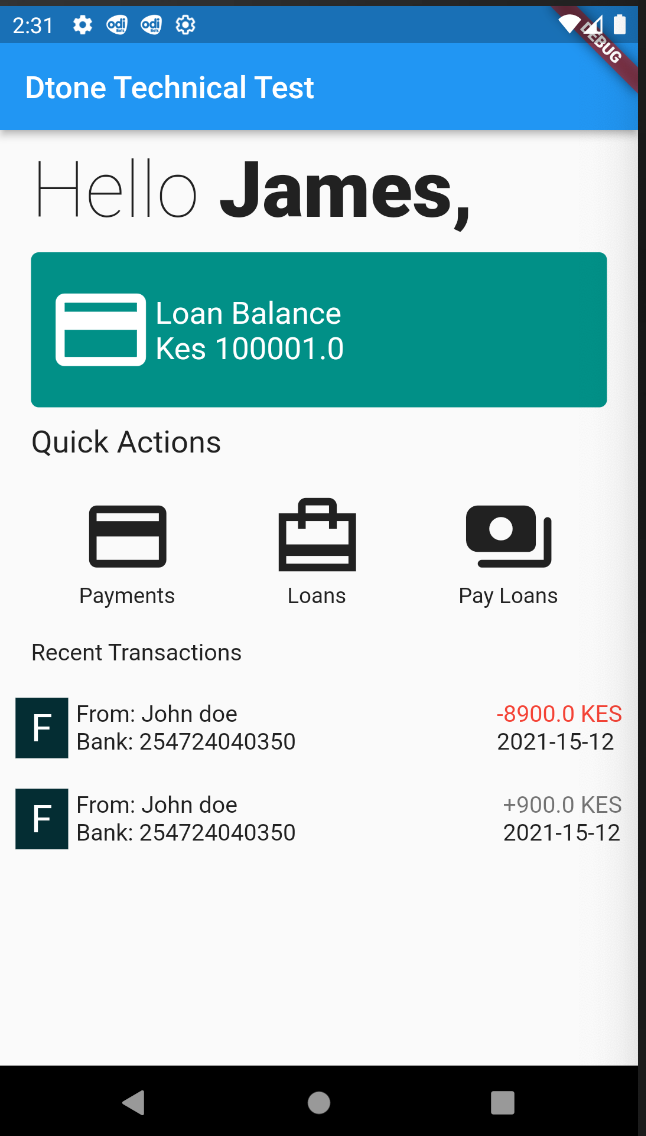 2:31 odi odi
DEBUG
Dtone Technical Test
Hello James,
Loan Balance
Kes 100001.0
Quick Actions
Payments Loans Pay Loans
Recent Transactions
F From: John doe -8900.0 KES
Bank: 254724040350 2021-15-12
F From: John doe +900.0 KES
Bank: 254724040350 2021-15-12